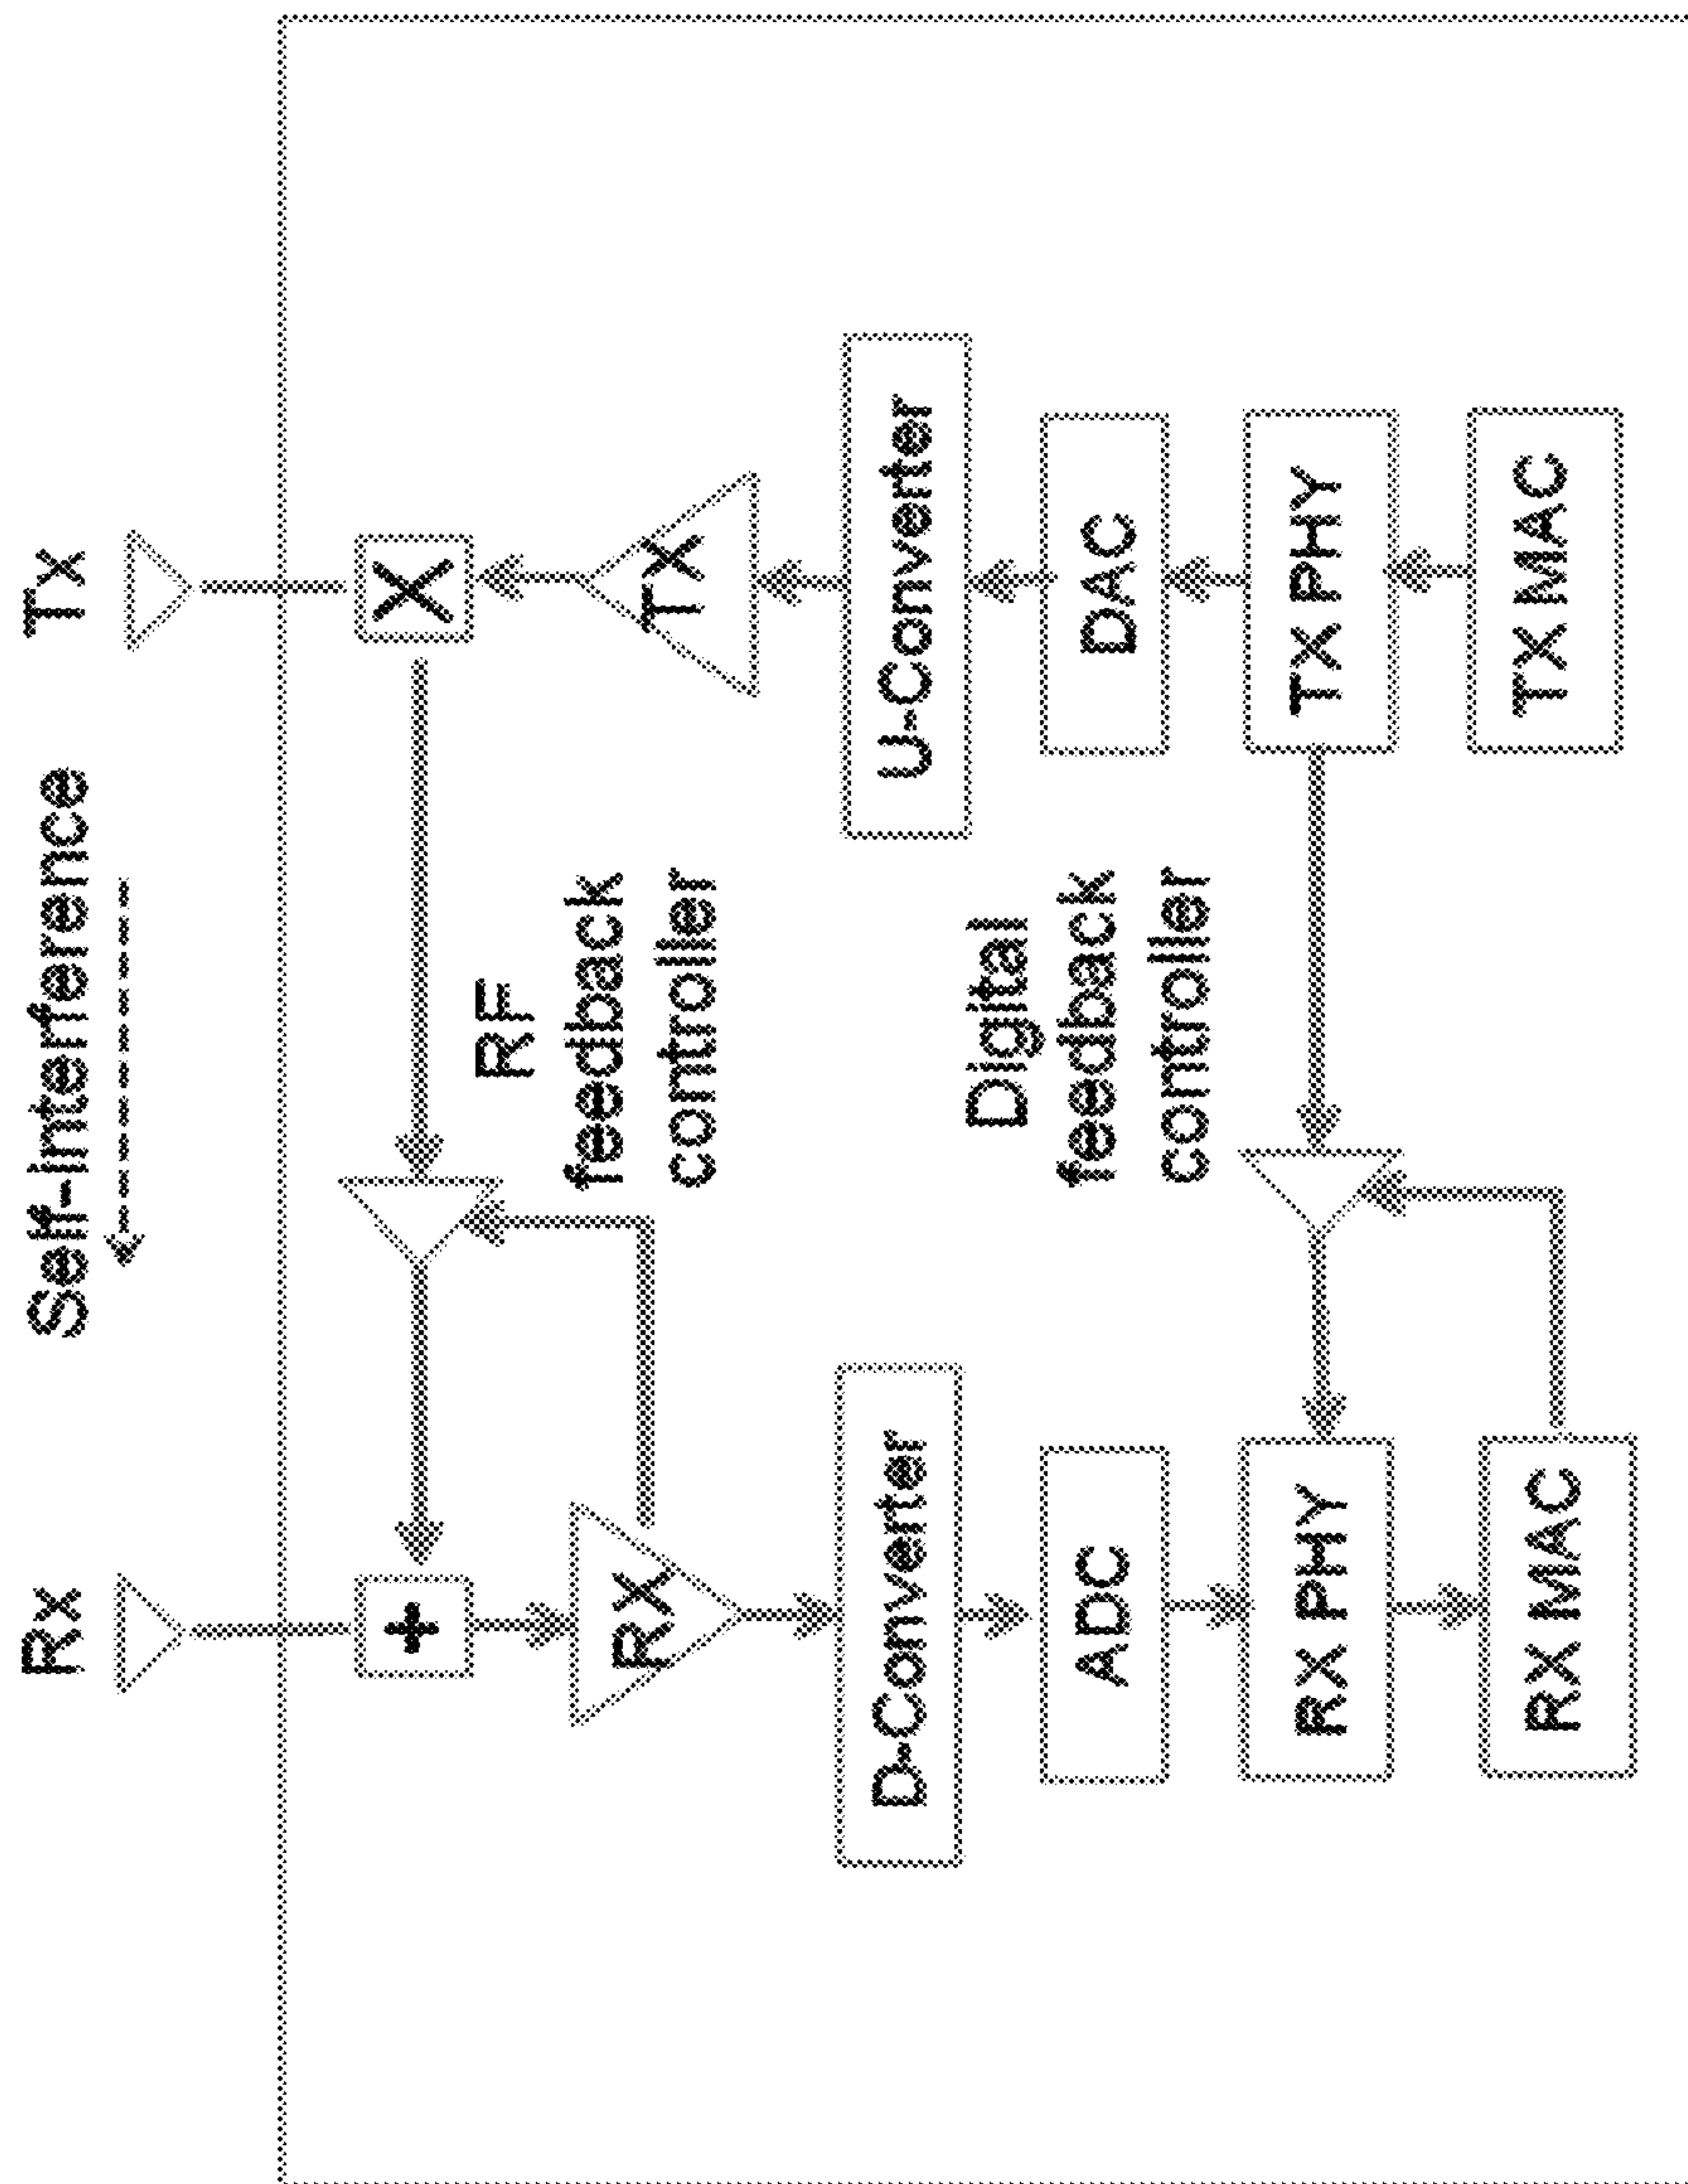 Rx
Self-interference
Tx
+
X
RF
feedback
controller
RX
TX
D-Converter
U-Converter
ADC
Digital
feedback
controller
DAC
RX PHY
TX PHY
RX MAC
TX MAC